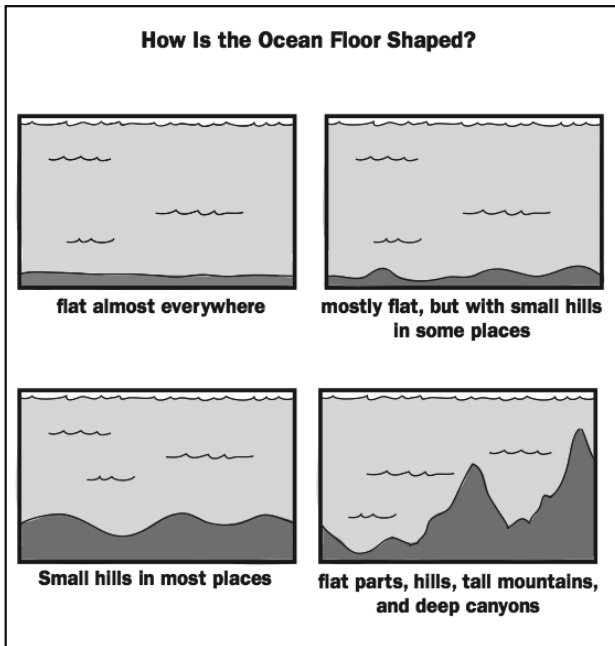 How Is the Ocean Floor Shaped?
flat almost everywhere
mostly flat, but with small hills
in some places
Small hills in most places
flat parts, hills, tall mountains,
and deep canyons